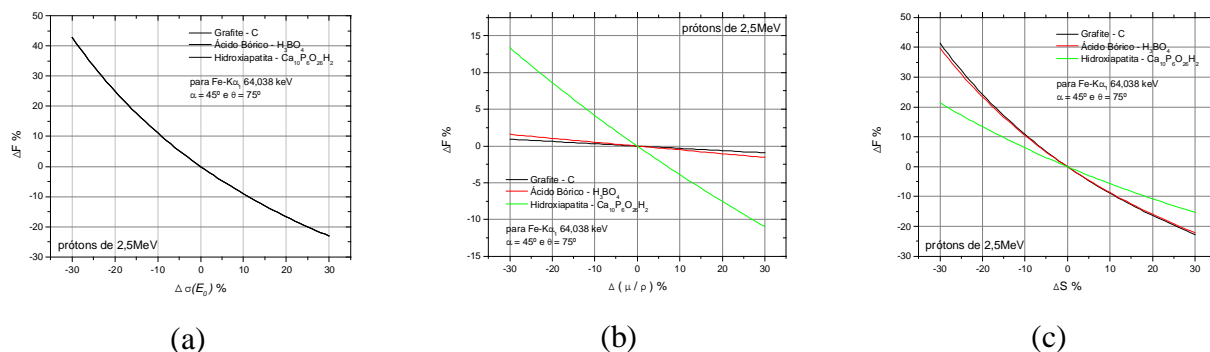 50
40
30
20
10
0
-10
-20
-30
ΔF %
Grafite - C
Ácido Bórico - H3BO4
Hidroxiapatita - Ca10P6O26H2
para Fe-Kα1 64,038 keV
α = 45º e θ = 75º
prótons de 2,5MeV
-30 -20 -10 0 10 20 30
Δ σ(E0) %
(a)
prótons de 2,5MeV
15
10
5
0
-5
-10
-15
ΔF %
Grafite - C
Ácido Bórico - H3BO4
Hidroxiapatita - Ca10P6O26H2
para Fe-Kα1 64,038 keV
α = 45º e θ = 75º
-30 -20 -10 0 10 20 30
Δ (μ/ρ) %
(b)
50
40
30
20
10
0
-10
-20
-30
ΔF %
Grafite - C
Ácido Bórico - H3BO4
Hidroxiapatita - Ca10P6O26H2
para Fe-Kα1 64,038 keV
α = 45º e θ = 75º
prótons de 2,5MeV
-30 -20 -10 0 10 20 30
ΔS %
(c)